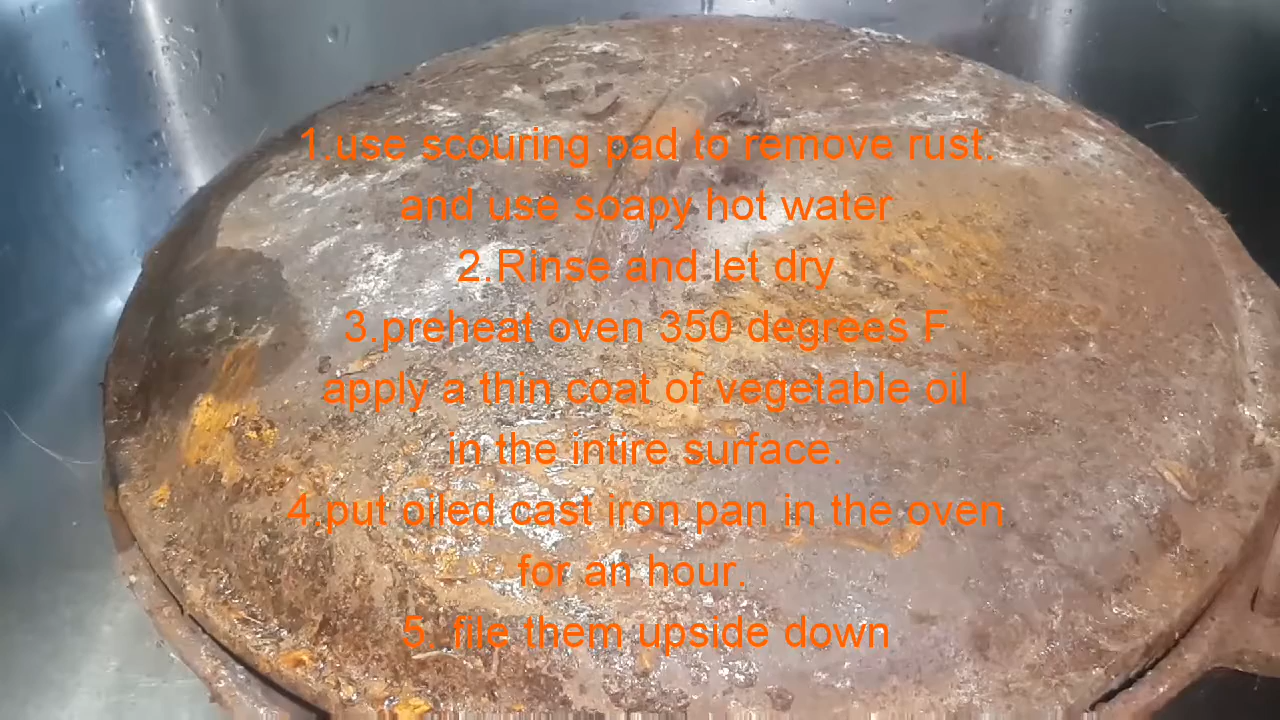 1.use scouring pad to remove rust.
and use soapy hot water
2.Rinse and let dry
3.preheat oven 350 degrees F
apply a thin coat of vegetable oil
in the intire surface.
4.put oiled cast iron pan in the oven
for an hour.
5. file them upside down